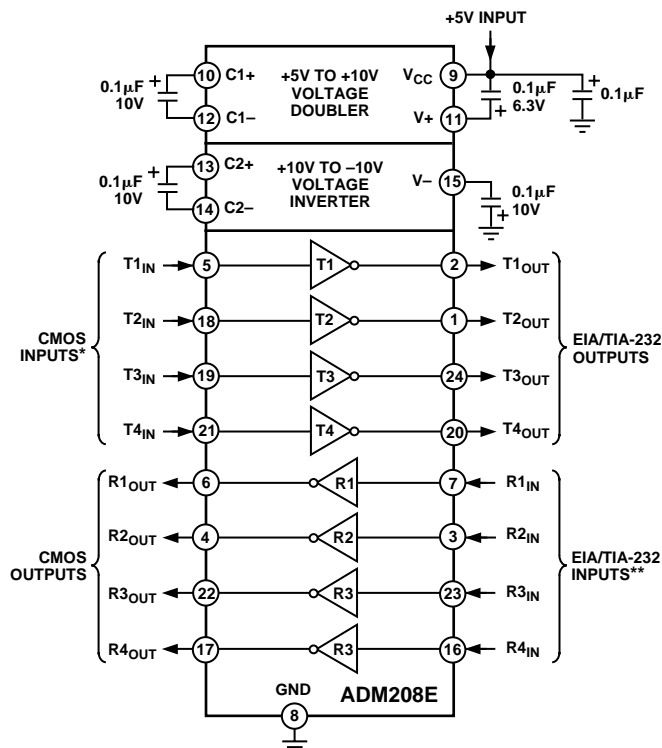 +5V INPUT
10 C1+ +5V TO +10V VOLTAGE DOUBLER VCC 9
0.1µF 10V +
+ 0.1µF 6.3V
+ 0.1µF
12 C1– V+ 11
13 C2+ +10V TO –10V VOLTAGE INVERTER V– 15
0.1µF 10V +
0.1µF 10V +
14 C2–
T1IN 5 T1 2 T1OUT
T2IN 18 T2 1 T2OUT
CMOS INPUTS*
EIA/TIA-232 OUTPUTS
T3IN 19 T3 24 T3OUT
T4IN 21 T4 20 T4OUT
R1OUT 6 R1 7 R1IN
R2OUT 4 R2 3 R2IN
CMOS OUTPUTS
EIA/TIA-232 INPUTS**
R3OUT 22 R3 23 R3IN
R4OUT 17 R3 16 R4IN
GND ADM208E
8